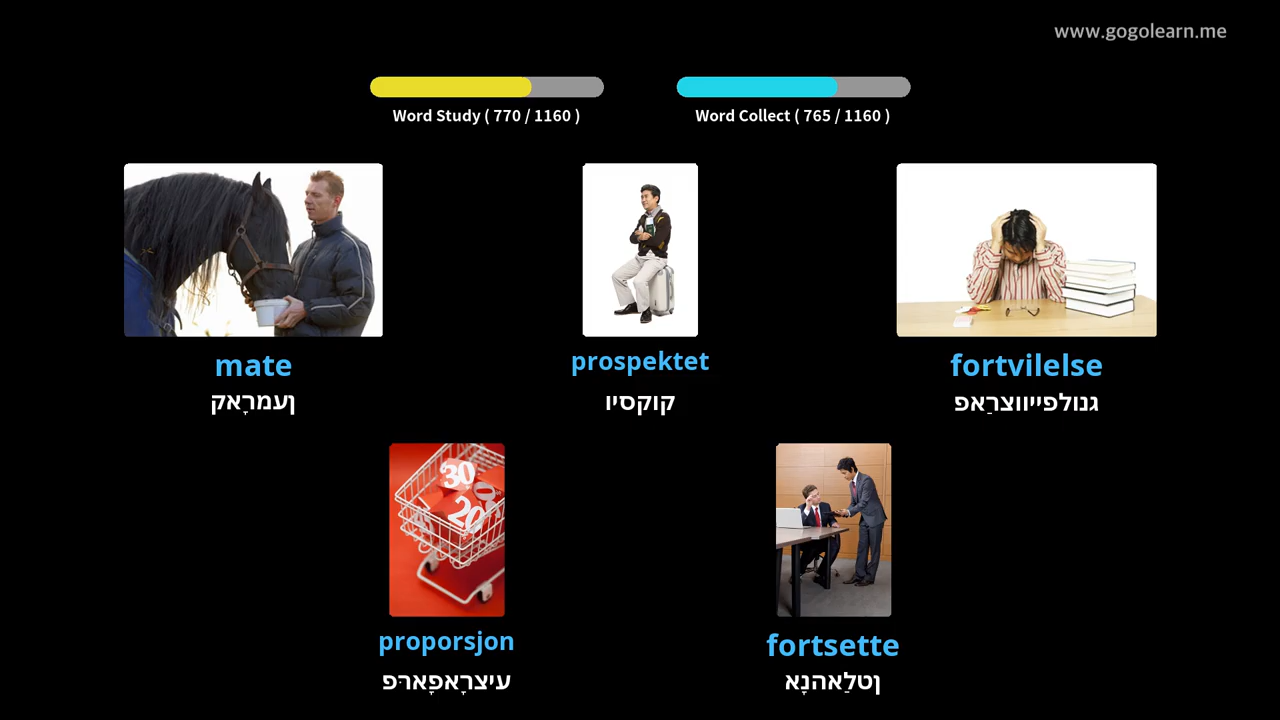 www.gogolearn.me
Word Study ( 770 / 1160 )
Word Collect ( 765 / 1160 )
mate
ןעמרָאק
prospektet
קוקסיו
fortvilelse
גנולפייווצרַאפ
proporsjon
עיצרָאפָארּפ
fortsette
ןטלַאהנָא